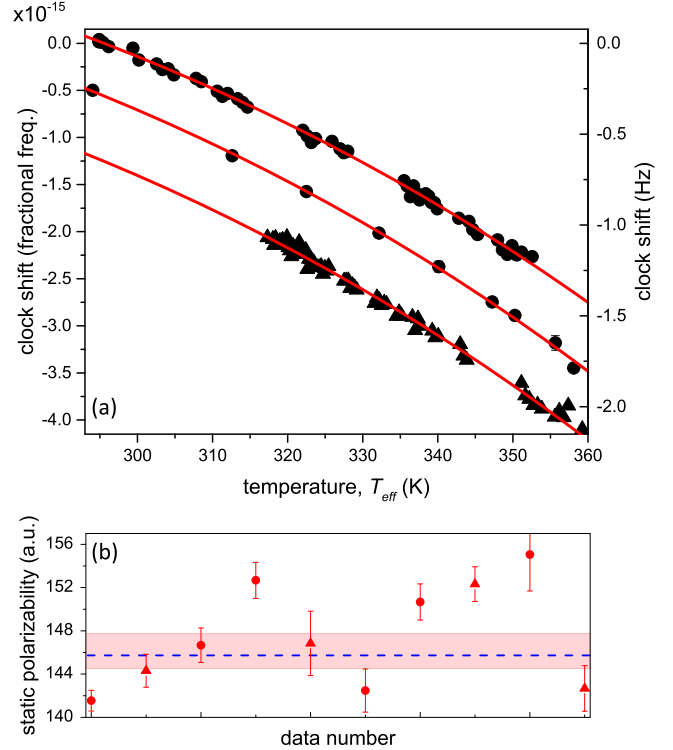 x10⁻¹⁵
0.0
-0.5
-1.0
-1.5
-2.0
-2.5
-3.0
-3.5
-4.0
clock shift (fractional freq.)
0.0
-0.5
-1.0
-1.5
-2.0
clock shift (Hz)
(a)
300 310 320 330 340 350 360
temperature, T_eff (K)
(b)
156
152
148
144
140
static polarizability (a.u.)
data number